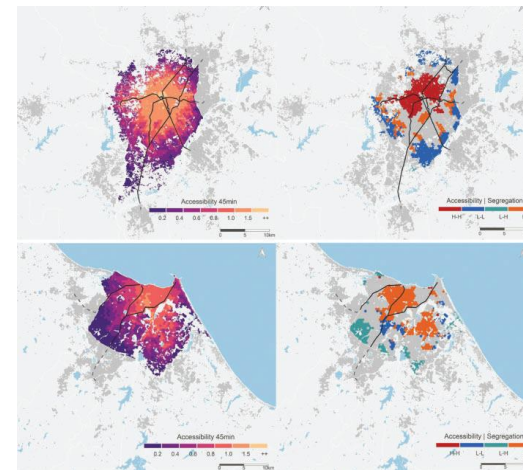 Accessibility 45min
0.2 0.4 0.6 0.8 1.0 1.5 ++
0 5 10km
Accessibility | Segregation
H-H L-L L-H
0 5
Accessibility 45min
0.2 0.4 0.6 0.8 1.0 1.5 ++
10km
Accessibility | Segregation
H-H L-L L-H